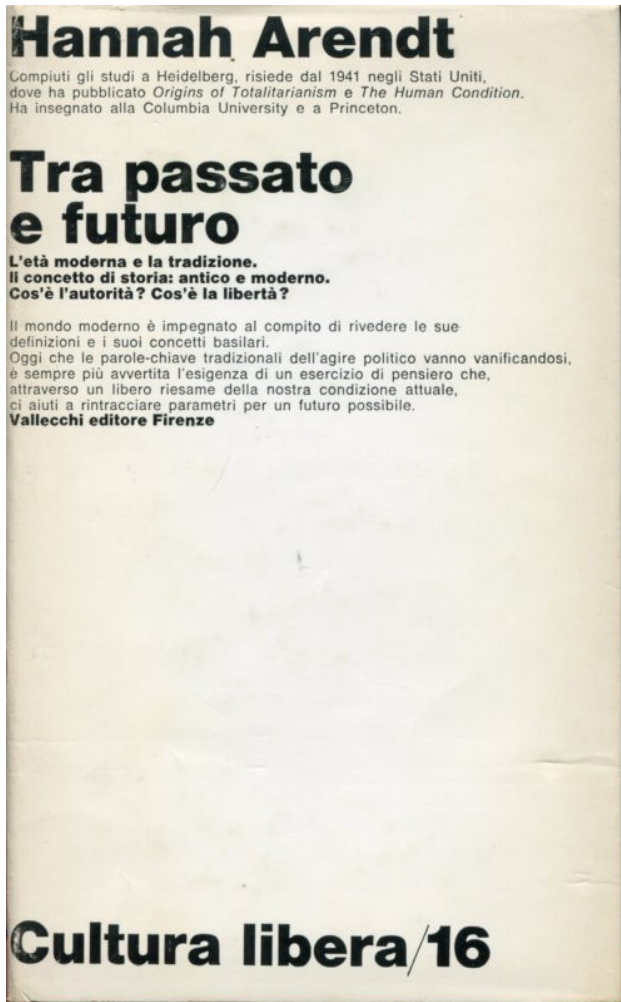 Hannah Arendt
Compiuti gli studi a Heidelberg, risiede dal 1941 negli Stati Uniti,
dove ha pubblicato Origins of Totalitarianism e The Human Condition.
Ha insegnato alla Columbia University e a Princeton.
Tra passato
e futuro
L'età moderna e la tradizione.
Il concetto di storia: antico e moderno.
Cos'è l'autorità? Cos'è la libertà?
Il mondo moderno è impegnato al compito di rivedere le sue
definizioni e i suoi concetti basilari.
Oggi che le parole-chiave tradizionali dell'agire politico vanno vanificandosi,
è sempre più avvertita l'esigenza di un esercizio di pensiero che,
attraverso un libero riesame della nostra condizione attuale,
ci aiuti a rintracciare parametri per un futuro possibile.
Vallecchi editore Firenze
Cultura libera/16